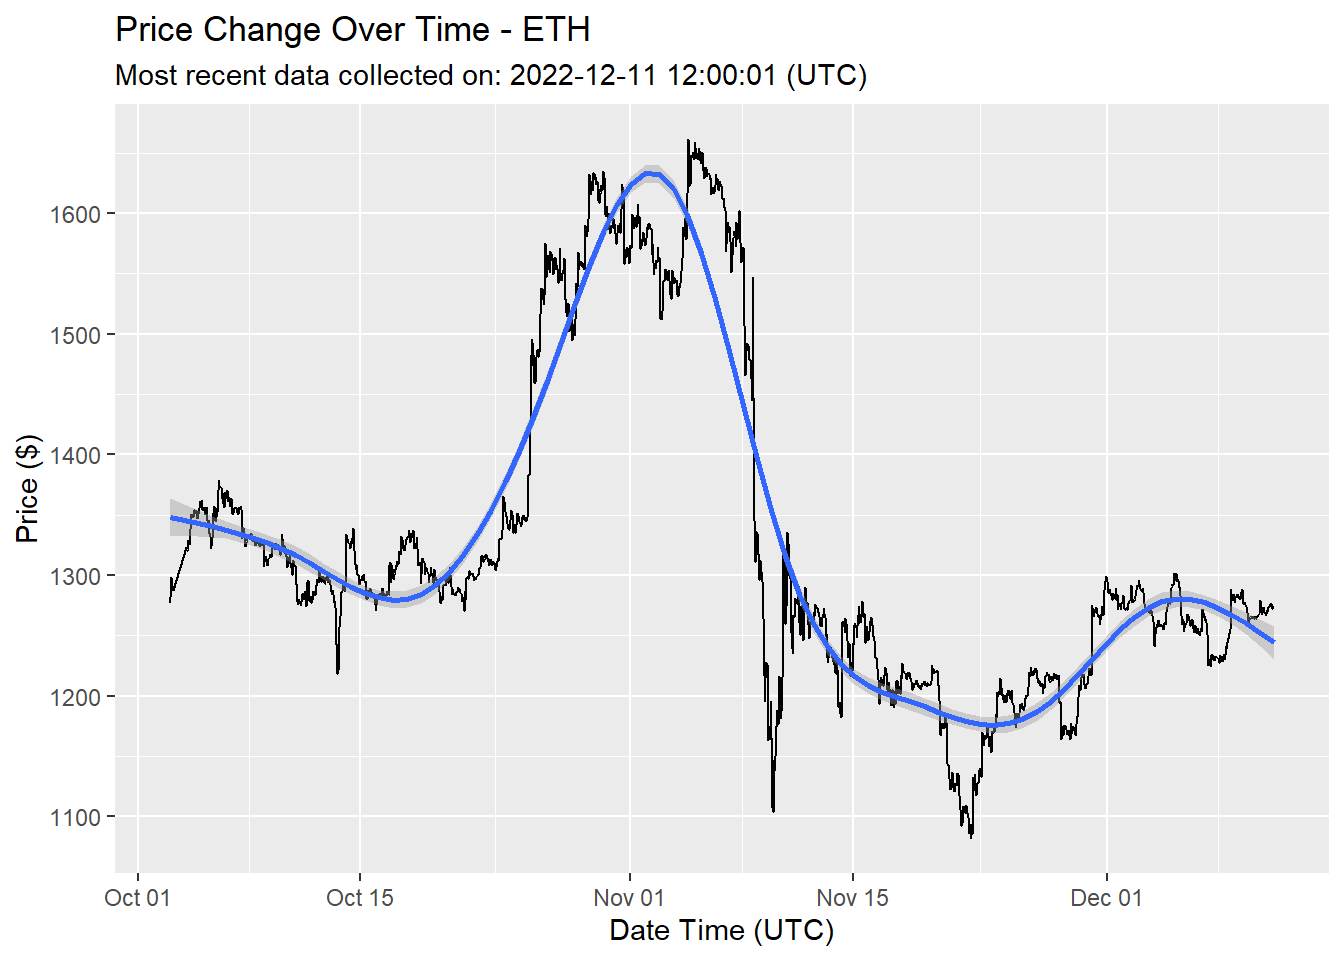 Price Change Over Time - ETH
Most recent data collected on: 2022-12-11 12:00:01 (UTC)
Price ($)
1600
1500
1400
1300
1200
1100
Oct 01 Oct 15 Nov 01 Nov 15 Dec 01
Date Time (UTC)